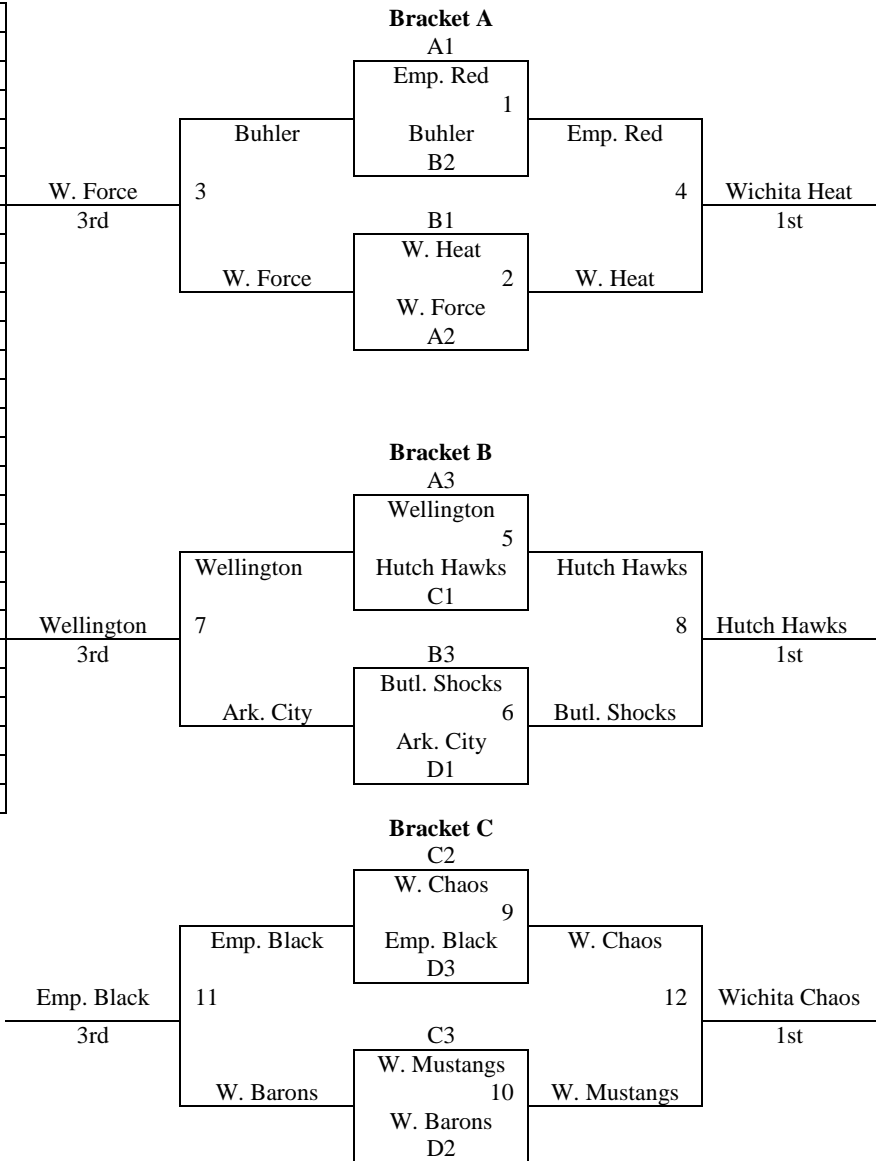 Bracket A
A1
Emp. Red
1
Buhler
Buhler
Emp. Red
B2
W. Force
3
4
Wichita Heat
3rd
B1
1st
W. Heat
W. Force
2
W. Heat
W. Force
A2
Bracket B
A3
Wellington
5
Wellington
Hutch Hawks
Hutch Hawks
C1
Wellington
7
8
Hutch Hawks
3rd
B3
1st
Butl. Shocks
Ark. City
6
Butl. Shocks
Ark. City
D1
Bracket C
C2
W. Chaos
9
Emp. Black
Emp. Black
W. Chaos
D3
Emp. Black
11
12
Wichita Chaos
3rd
C3
1st
W. Mustangs
W. Barons
10
W. Mustangs
W. Barons
D2